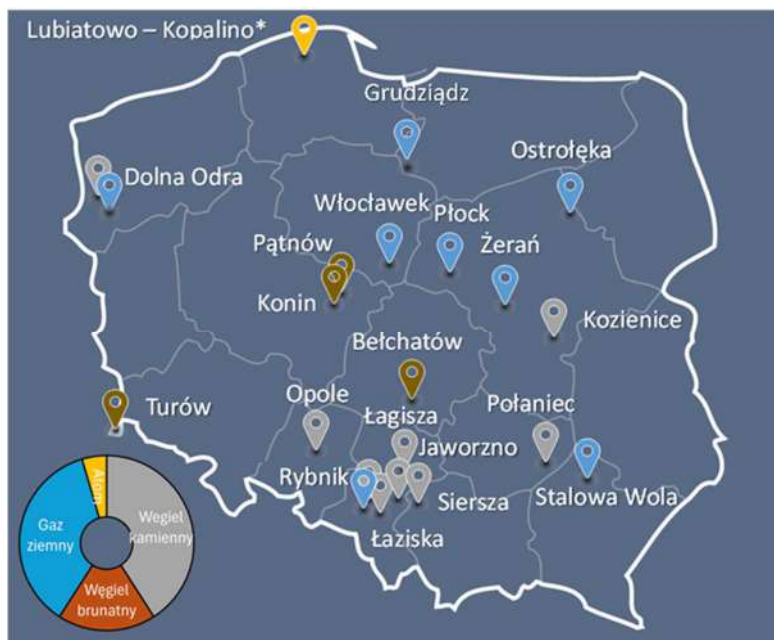 Lubiatowo – Kopalino*
Grudziądz
Ostrołęka
Dolna Odra
Włocławek
Płock
Żerań
Pątnów
Konin
Kozienice
Bełchatów
Turów
Opole
Połaniec
Łagisza
Jaworzno
Rybnik
Siersza
Stalowa Wola
Łaziska
Atom
Gaz
ziemny
Węgiel
kamienny
Węgiel
brunatny